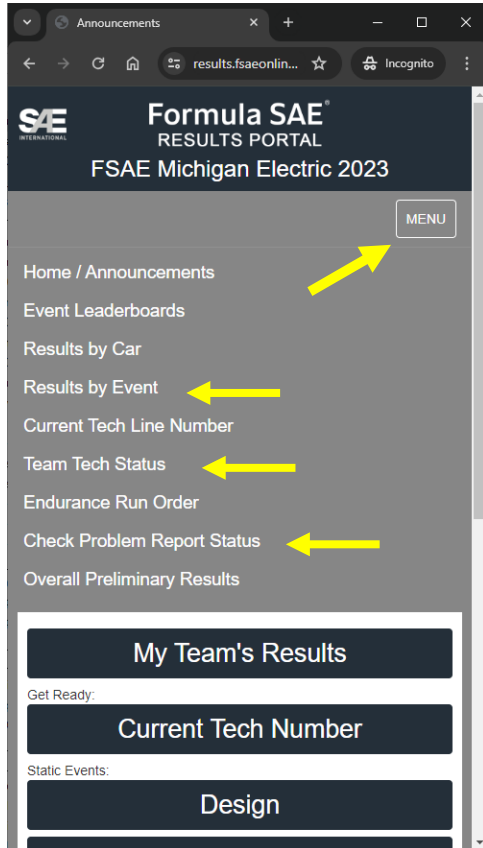 Announcements
results.fsaeonlin...
Incognito
SAE
INTERNATIONAL
Formula SAE®
RESULTS PORTAL
FSAE Michigan Electric 2023
MENU
Home / Announcements
Event Leaderboards
Results by Car
Results by Event
Current Tech Line Number
Team Tech Status
Endurance Run Order
Check Problem Report Status
Overall Preliminary Results
My Team's Results
Get Ready:
Current Tech Number
Static Events:
Design